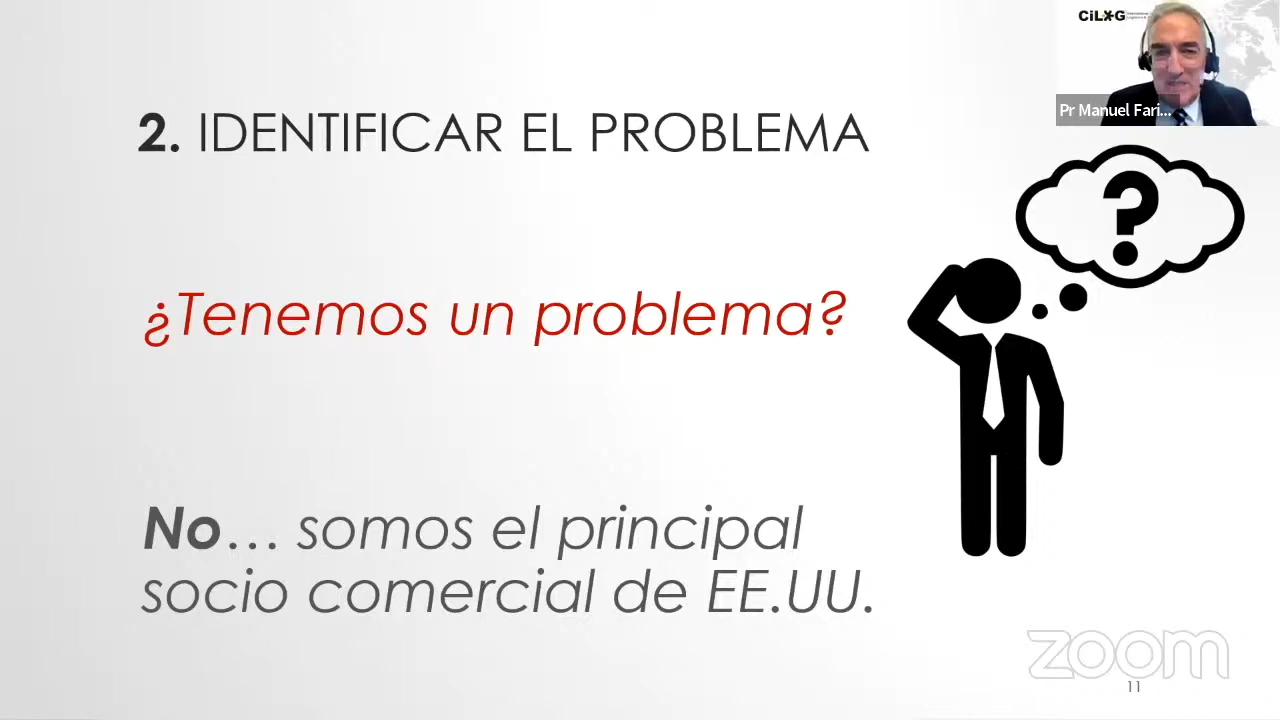 CiLOG
2. IDENTIFICAR EL PROBLEMA
Pr Manuel Fari...
?
¿Tenemos un problema?
No... somos el principal
socio comercial de EE.UU.
zoom
11